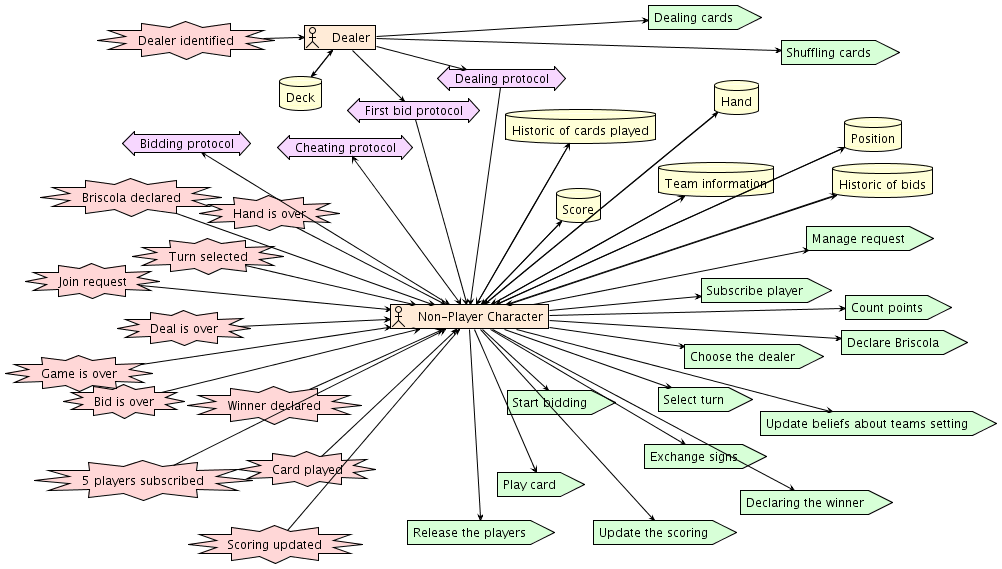 Dealing cards
Dealer identified
Dealer
Shuffling cards
Dealing protocol
Deck
Hand
First bid protocol
Historic of cards played
Position
Bidding protocol
Cheating protocol
Team information
Historic of bids
Briscola declared
Hand is over
Score
Manage request
Turn selected
Join request
Subscribe player
Count points
Non-Player Character
Deal is over
Declare Briscola
Choose the dealer
Game is over
Bid is over
Winner declared
Start bidding
Select turn
Update beliefs about teams setting
Exchange signs
5 players subscribed
Card played
Play card
Declaring the winner
Release the players
Update the scoring
Scoring updated